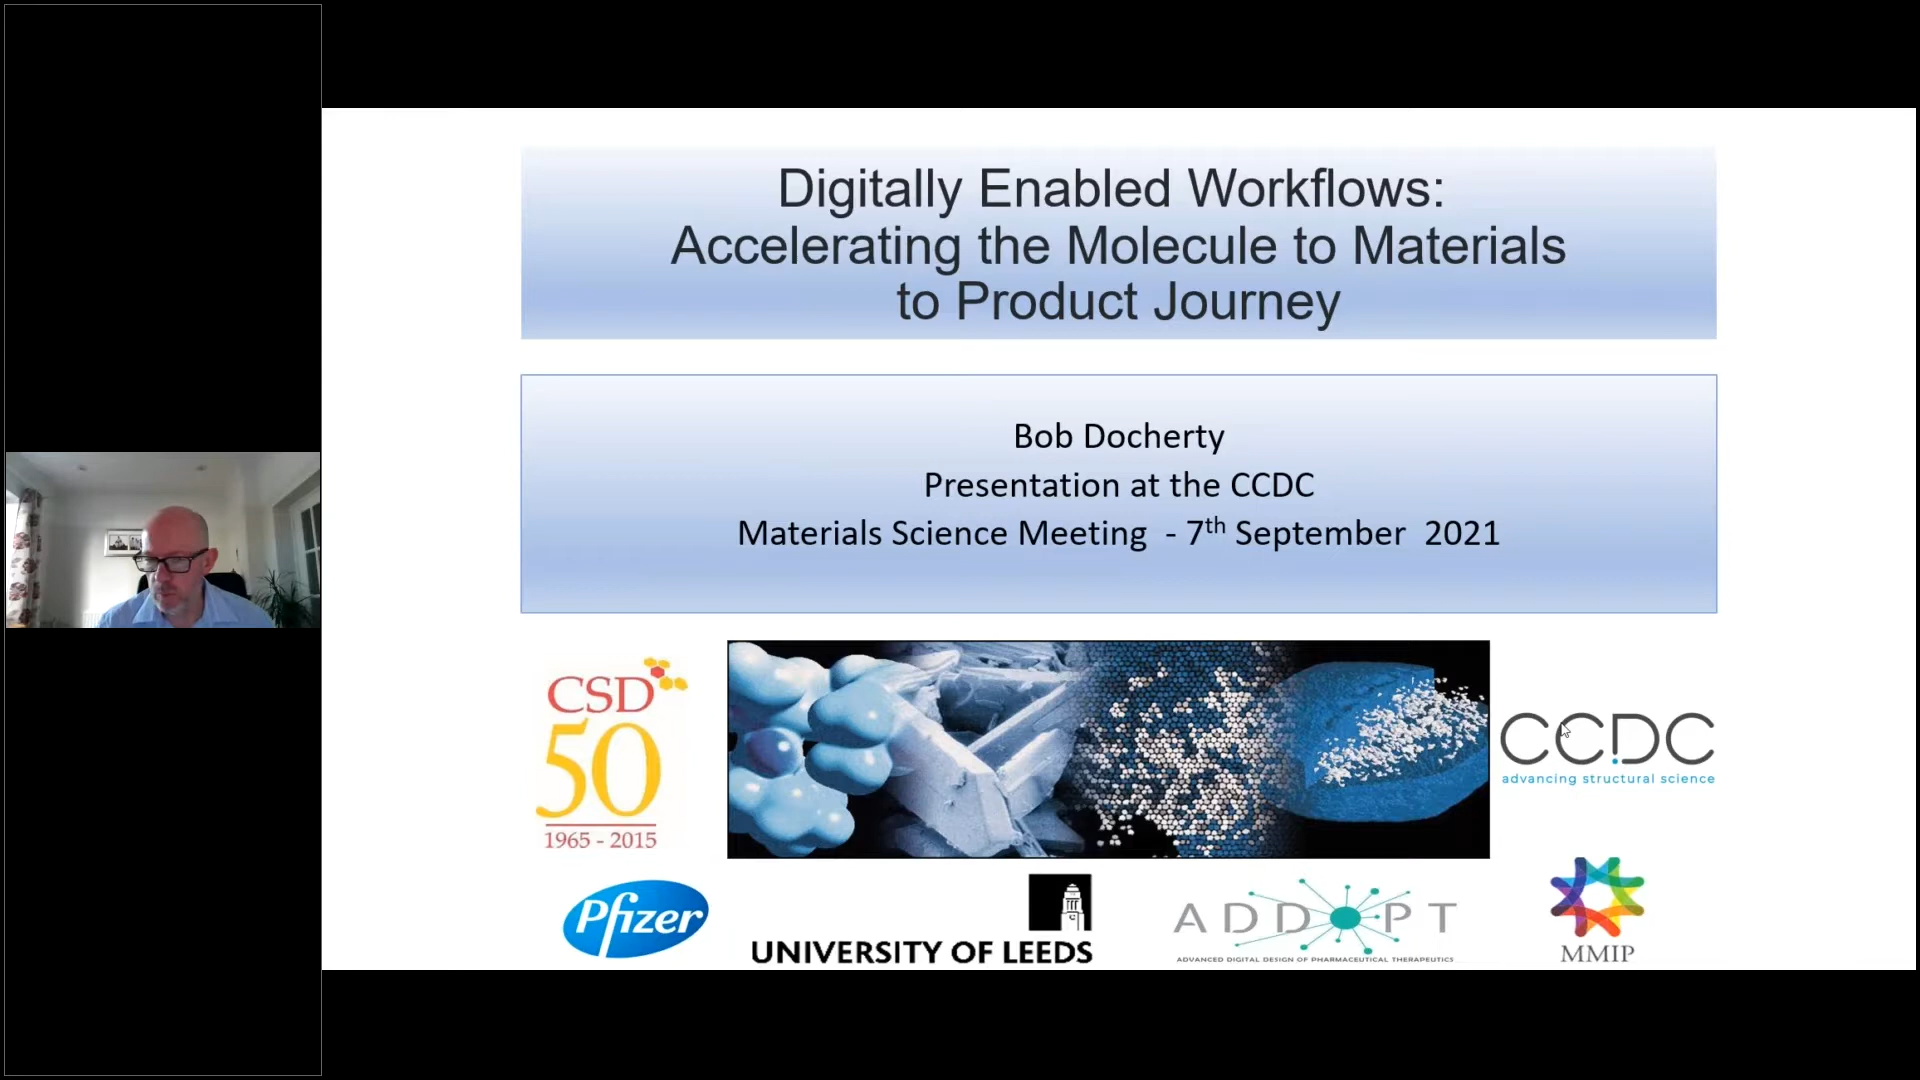 Digitally Enabled Workflows:
Accelerating the Molecule to Materials
to Product Journey
Bob Docherty
Presentation at the CCDC
Materials Science Meeting - 7th September 2021
CSD
50
1965 - 2015
CCDC
advancing structural science
Pfizer
UNIVERSITY OF LEEDS
ADDOPT
ADVANCED DIGITAL DESIGN OF PHARMACEUTICAL THERAPEUTICS
MMIP